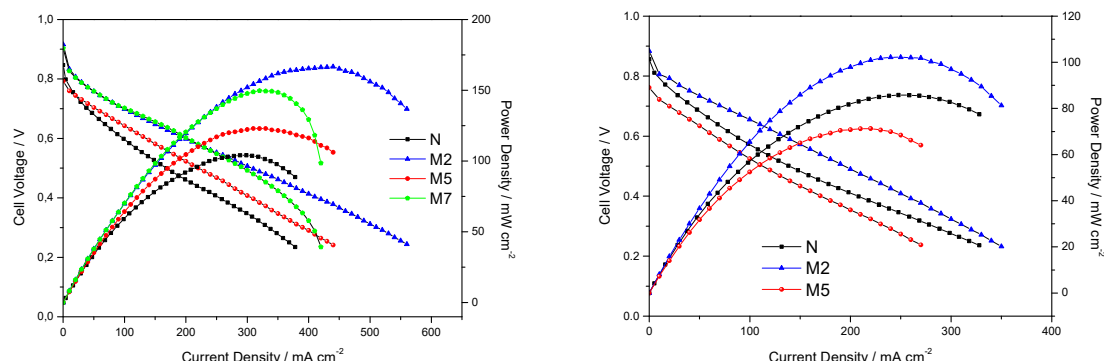 1,0
0,8
0,6
0,4
0,2
0,0
Cell Voltage / V
0
100
200
300
400
500
600
Current Density / mA cm-2
200
150
100
50
0
Power Density / mW cm-2
N
M2
M5
M7
1,0
0,8
0,6
0,4
0,2
0,0
Cell Voltage / V
0
100
200
300
400
Current Density / mA cm-2
120
100
80
60
40
20
0
Power Density / mW cm-2
N
M2
M5